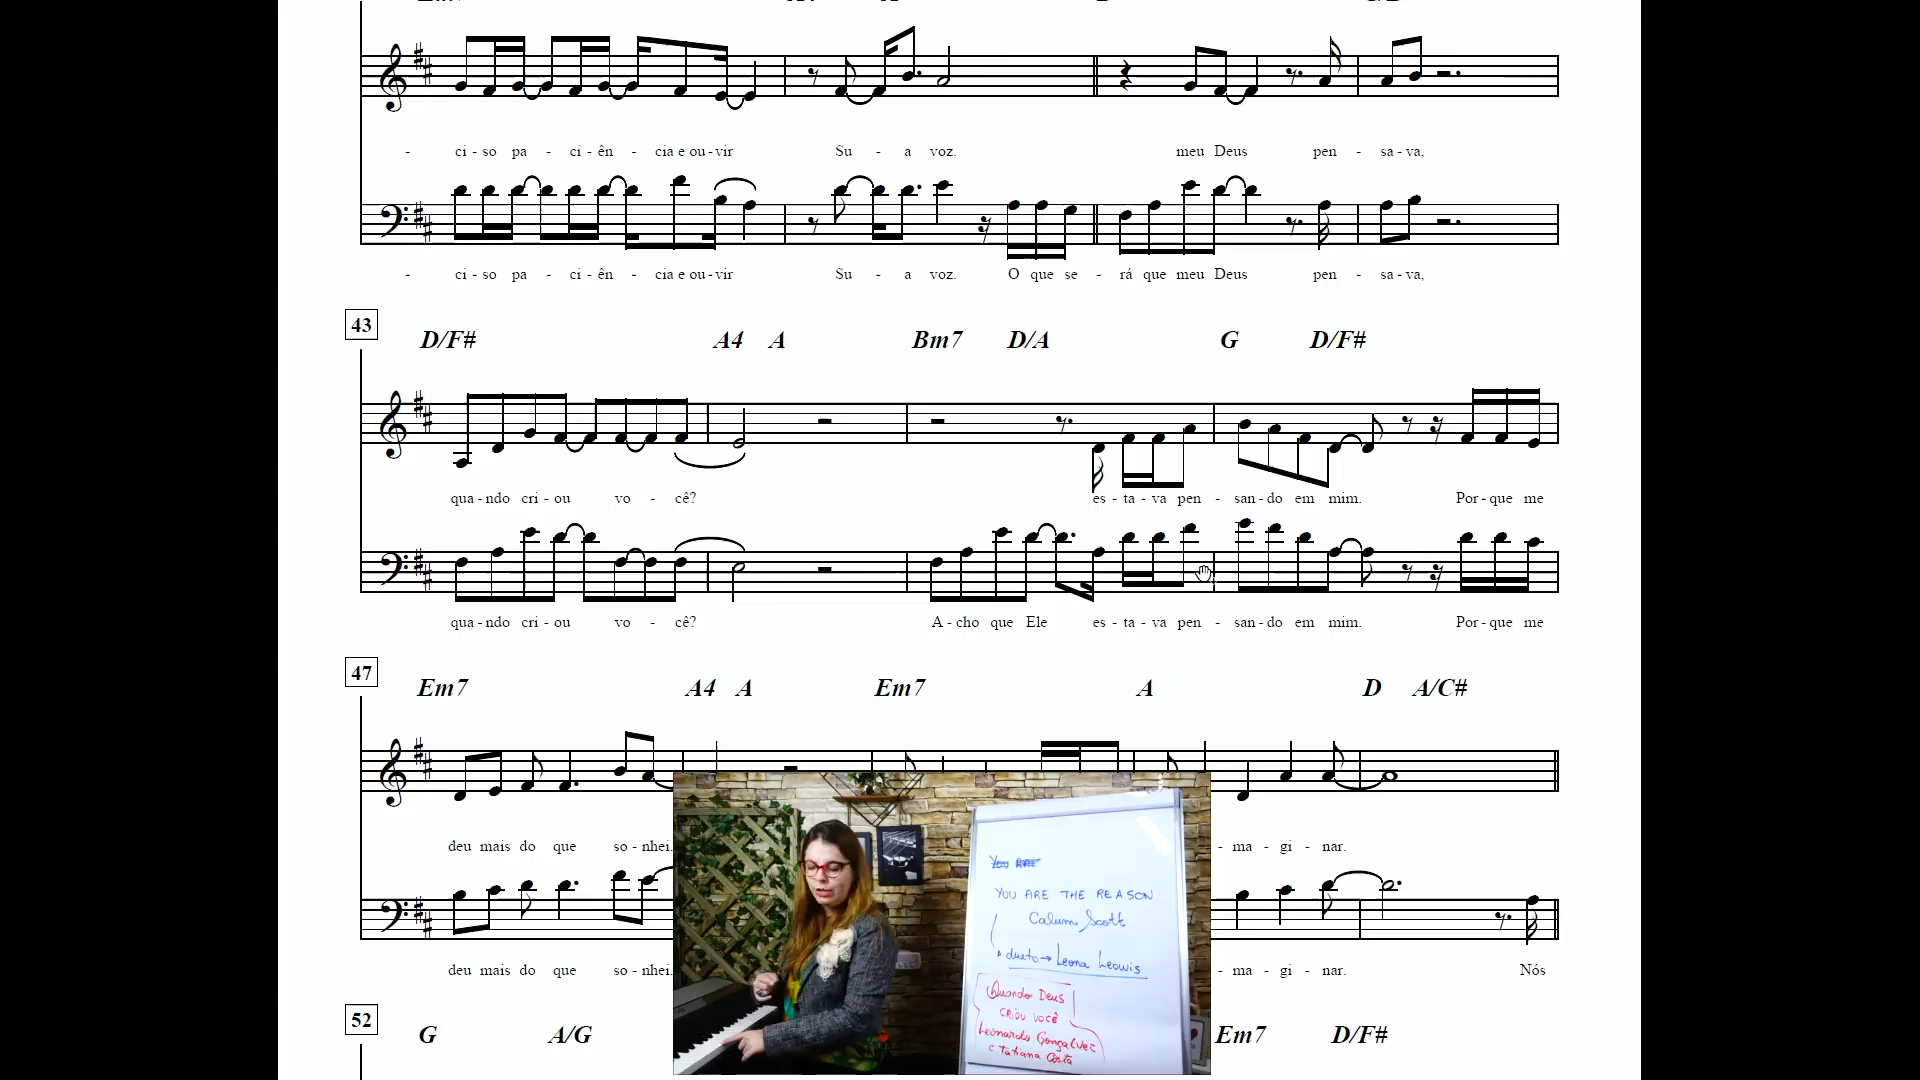 - ci - so pa - ci - ên - cia e ou - vir Su - a voz. meu Deus pen - sa - va,
- ci - so pa - ci - ên - cia e ou - vir Su - a voz. O que se - rá que meu Deus pen - sa - va,
43
D/F# A4 A Bm7 D/A G D/F#
qua - ndo cri - ou vo - cê? es - ta - va pen - san - do em mim. Por - que me
qua - ndo cri - ou vo - cê? A - cho que Ele es - ta - va pen - san - do em mim. Por - que me
47
Em7 A4 A Em7 A D A/C#
deu mais do que so - nhei. - ma - gi - nar.
deu mais do que so - nhei. - ma - gi - nar. Nós
52
G A/G Em7 D/F#
You
YOU ARE THE REASON
Calum Scott
dueto → Leona Leowis
Quando Deus
CRIOU VOCÊ
Leonardo Gonçalvez
e Tatiana Costa